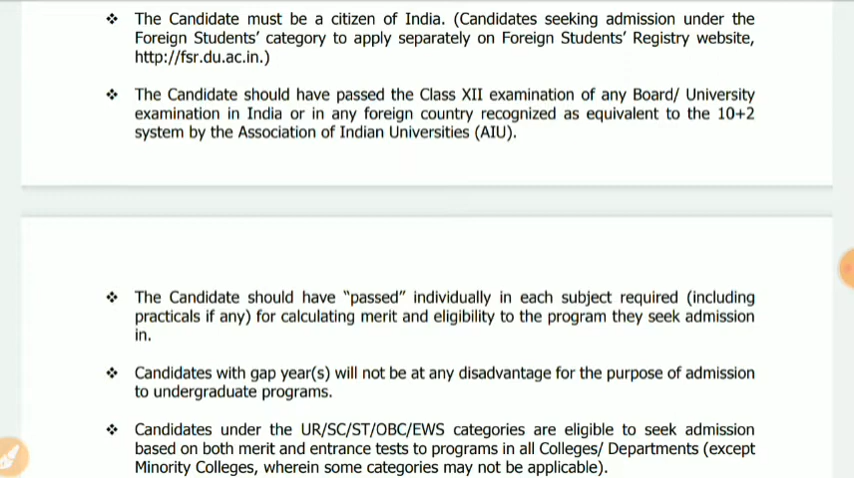 ❖ The Candidate must be a citizen of India. (Candidates seeking admission under the
Foreign Students' category to apply separately on Foreign Students' Registry website,
http://fsr.du.ac.in.)
❖ The Candidate should have passed the Class XII examination of any Board/ University
examination in India or in any foreign country recognized as equivalent to the 10+2
system by the Association of Indian Universities (AIU).
❖ The Candidate should have "passed" individually in each subject required (including
practicals if any) for calculating merit and eligibility to the program they seek admission
in.
❖ Candidates with gap year(s) will not be at any disadvantage for the purpose of admission
to undergraduate programs.
❖ Candidates under the UR/SC/ST/OBC/EWS categories are eligible to seek admission
based on both merit and entrance tests to programs in all Colleges/ Departments (except
Minority Colleges, wherein some categories may not be applicable).